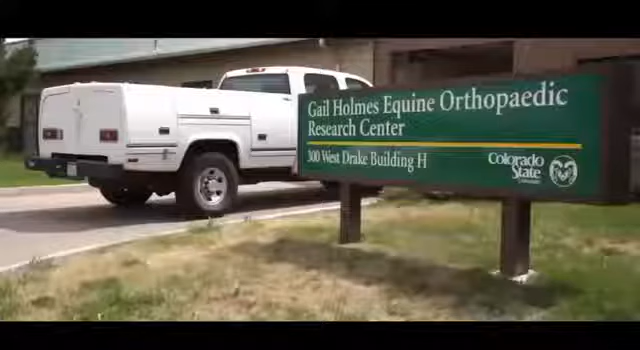 Gail Holmes Equine Orthopaedic
Research Center
300 West Drake Building H
Colorado
State